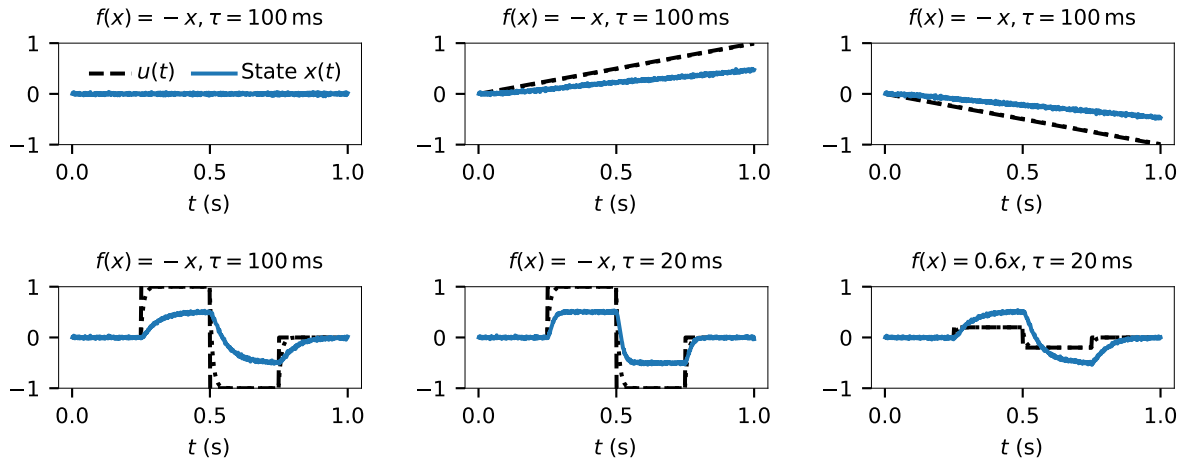 f(x) = −x, τ = 100 ms
f(x) = −x, τ = 100 ms
f(x) = −x, τ = 100 ms
1
0
−1
u(t) State x(t)
0.0 0.5 1.0
t (s)
1
0
−1
0.0 0.5 1.0
t (s)
1
0
−1
0.0 0.5 1.0
t (s)
f(x) = −x, τ = 100 ms
f(x) = −x, τ = 20 ms
f(x) = 0.6x, τ = 20 ms
1
0
−1
0.0 0.5 1.0
t (s)
1
0
−1
0.0 0.5 1.0
t (s)
1
0
−1
0.0 0.5 1.0
t (s)